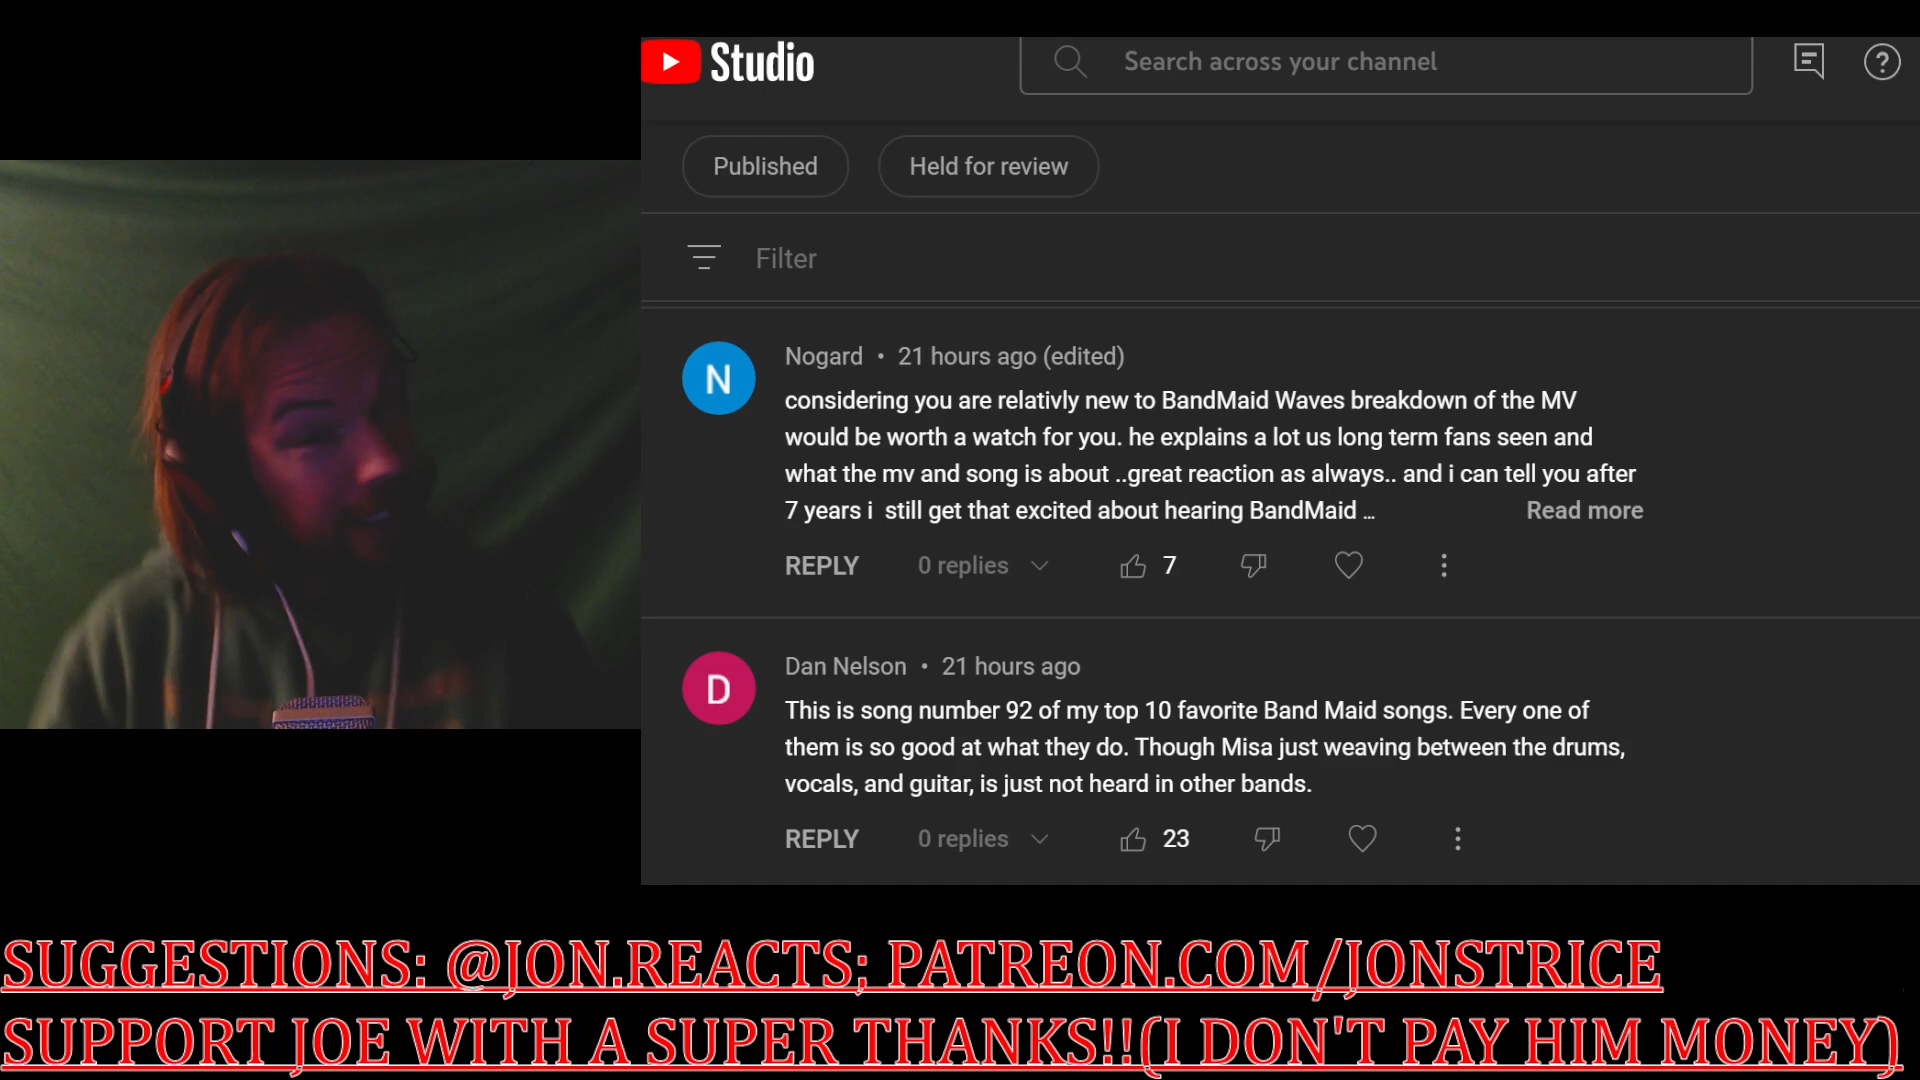 Studio
Search across your channel
Published
Held for review
Filter
N
Nogard • 21 hours ago (edited)
considering you are relativly new to BandMaid Waves breakdown of the MV
would be worth a watch for you. he explains a lot us long term fans seen and
what the mv and song is about ..great reaction as always.. and i can tell you after
7 years i  still get that excited about hearing BandMaid ...
Read more
REPLY
0 replies
7
D
Dan Nelson • 21 hours ago
This is song number 92 of my top 10 favorite Band Maid songs. Every one of
them is so good at what they do. Though Misa just weaving between the drums,
vocals, and guitar, is just not heard in other bands.
REPLY
0 replies
23
SUGGESTIONS: @JON.REACTS; PATREON.COM/JONSTRICE
SUPPORT JOE WITH A SUPER THANKS!!(I DON'T PAY HIM MONEY)